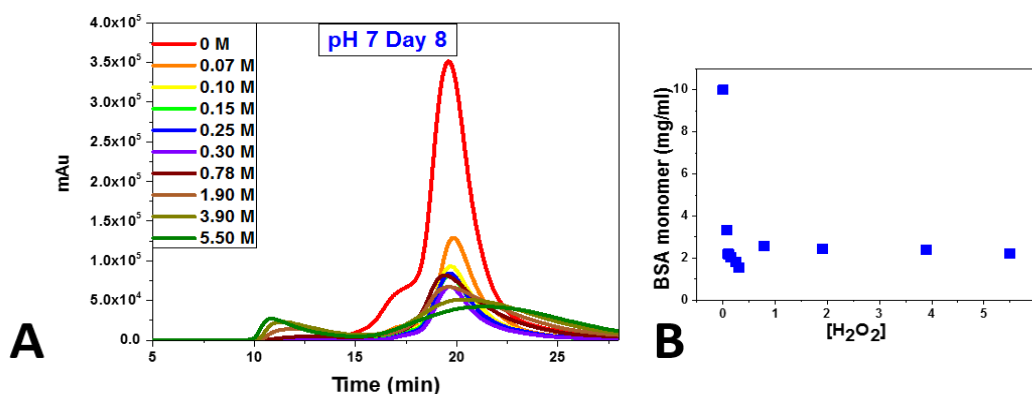 pH 7 Day 8
0 M
0.07 M
0.10 M
0.15 M
0.25 M
0.30 M
0.78 M
1.90 M
3.90 M
5.50 M
4.0x10⁵
3.5x10⁵
3.0x10⁵
2.5x10⁵
2.0x10⁵
1.5x10⁵
1.0x10⁵
5.0x10⁴
0.0
mAu
5 10 15 20 25
Time (min)
A
BSA monomer (mg/ml)
10
8
6
4
2
0
0 1 2 3 4 5
[H₂O₂]
B